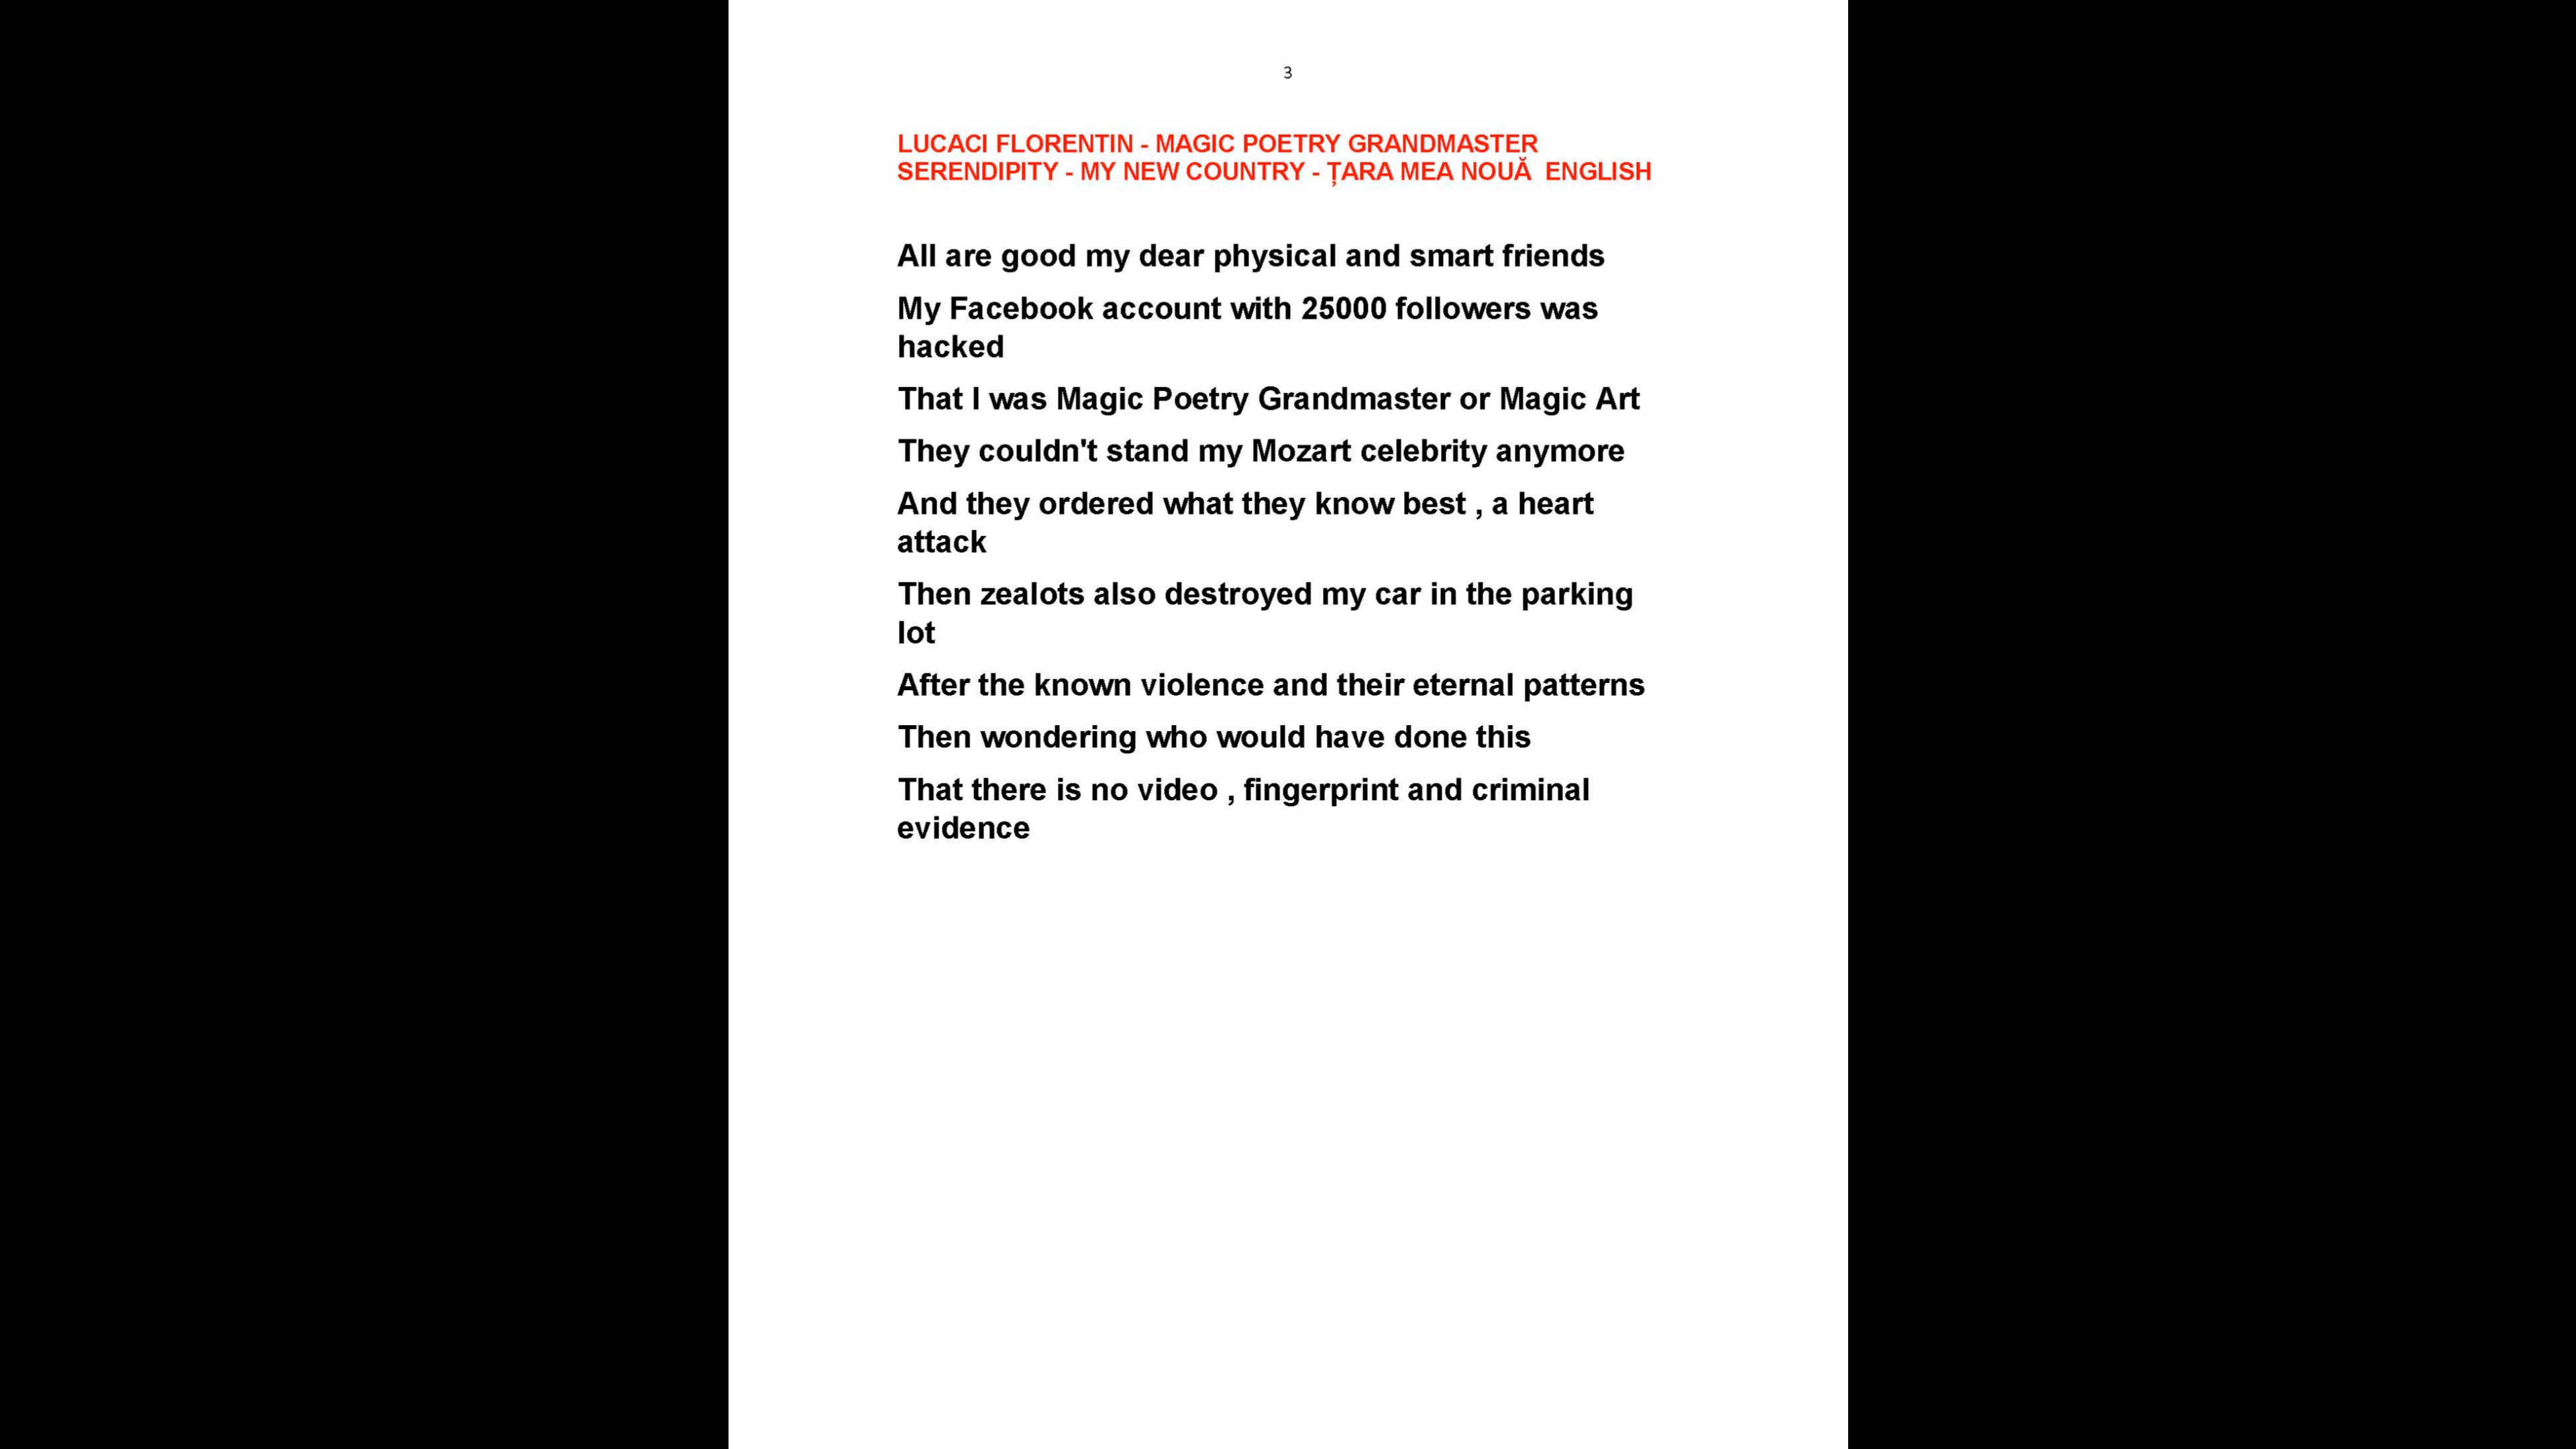 3
LUCACI FLORENTIN - MAGIC POETRY GRANDMASTER
SERENDIPITY - MY NEW COUNTRY - ȚARA MEA NOUĂ  ENGLISH
All are good my dear physical and smart friends
My Facebook account with 25000 followers was
hacked
That I was Magic Poetry Grandmaster or Magic Art
They couldn't stand my Mozart celebrity anymore
And they ordered what they know best , a heart
attack
Then zealots also destroyed my car in the parking
lot
After the known violence and their eternal patterns
Then wondering who would have done this
That there is no video , fingerprint and criminal
evidence